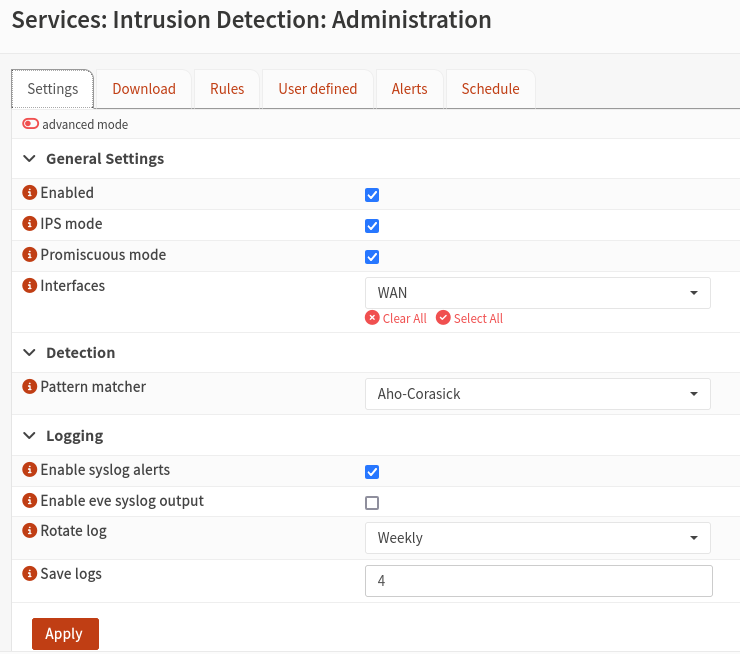 Services: Intrusion Detection: Administration
Settings Download Rules User defined Alerts Schedule
advanced mode
General Settings
Enabled
IPS mode
Promiscuous mode
Interfaces WAN
Clear All Select All
Detection
Pattern matcher Aho-Corasick
Logging
Enable syslog alerts
Enable eve syslog output
Rotate log Weekly
Save logs 4
Apply